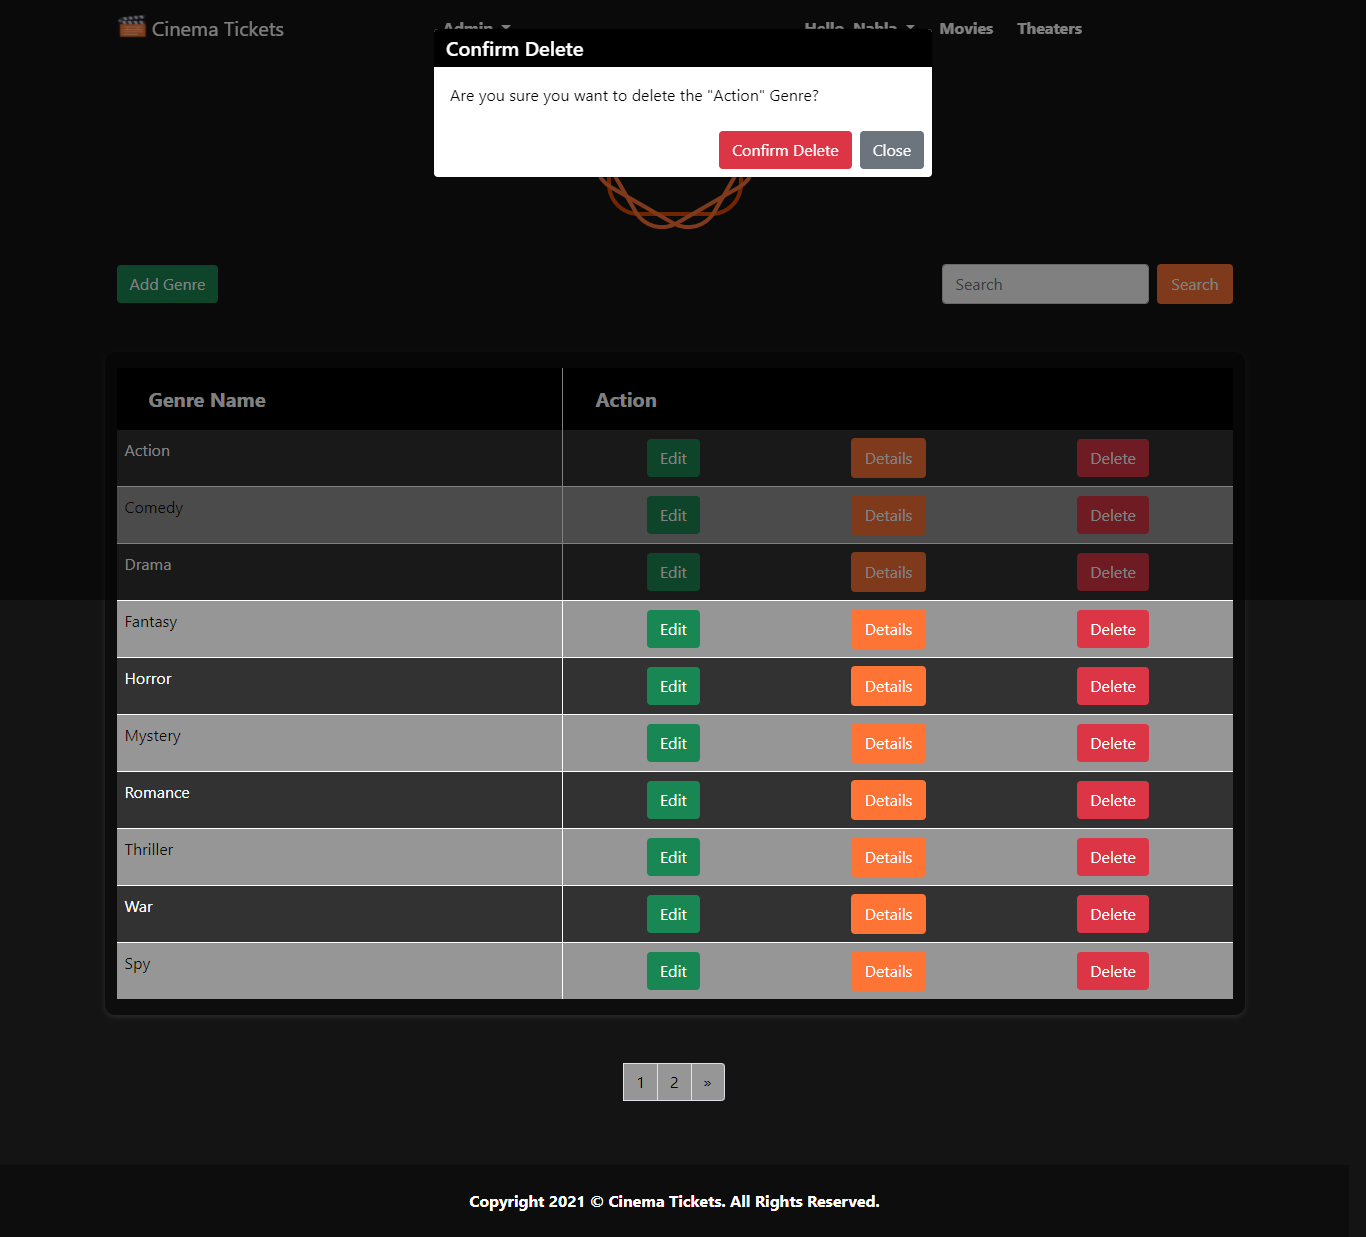 Cinema Tickets
Admin
Hello, Nahla
Movies
Theaters
Confirm Delete
Are you sure you want to delete the "Action" Genre?
Confirm Delete
Close
Add Genre
Search
Search
Genre Name
Action
Action
Edit
Details
Delete
Comedy
Edit
Details
Delete
Drama
Edit
Details
Delete
Fantasy
Edit
Details
Delete
Horror
Edit
Details
Delete
Mystery
Edit
Details
Delete
Romance
Edit
Details
Delete
Thriller
Edit
Details
Delete
War
Edit
Details
Delete
Spy
Edit
Details
Delete
1 2 »
Copyright 2021 © Cinema Tickets. All Rights Reserved.